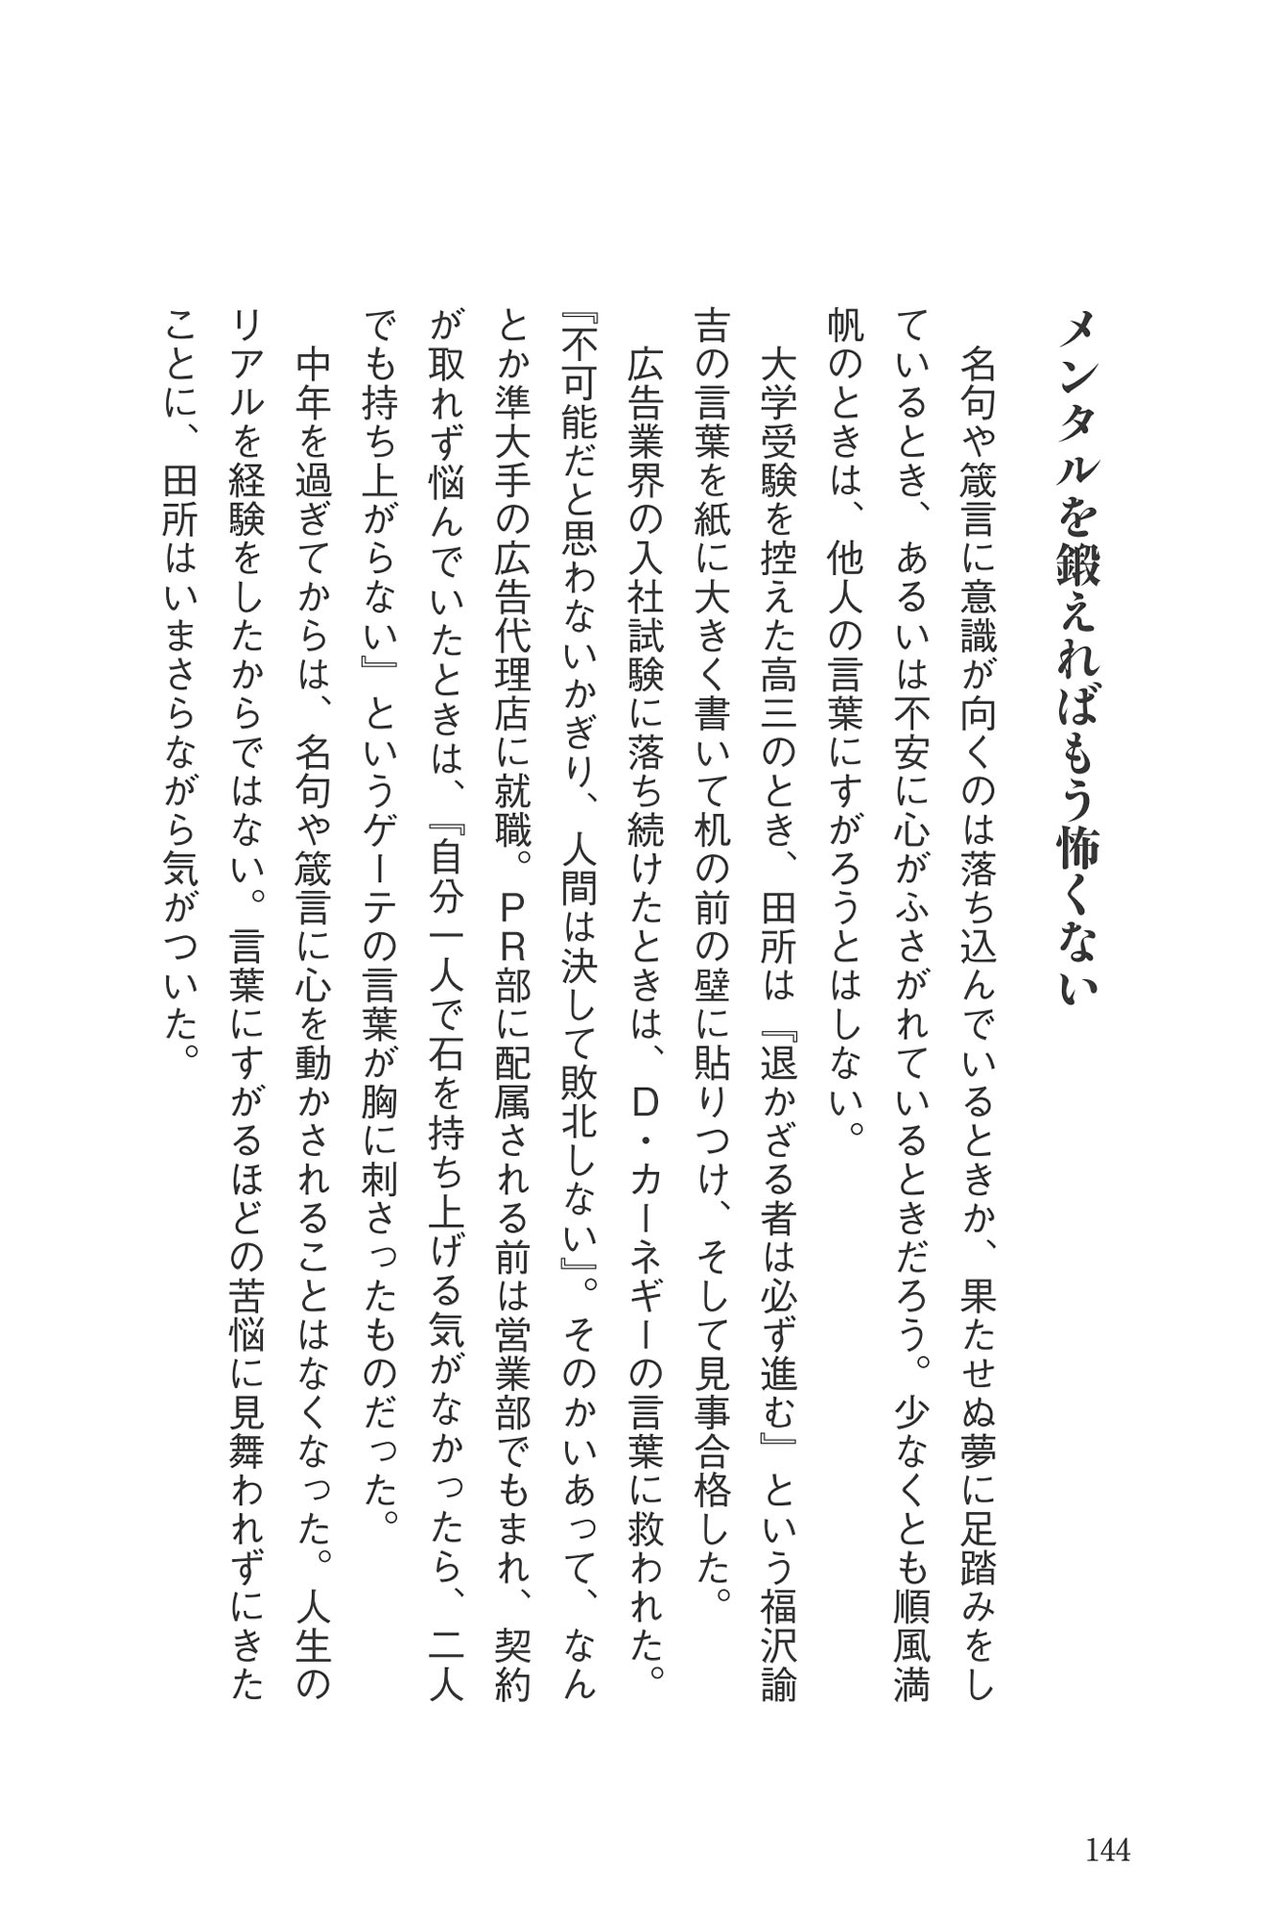 メンタルを鍛えればもう怖くない
名句や箴言に意識が向くのは落ち込んでいるときか、果たせぬ夢に足踏みをし
ているとき、あるいは不安に心がふさがれているときだろう。少なくとも順風満
帆のときは、他人の言葉にすがろうとはしない。
大学受験を控えた高三のとき、田所は『退かざる者は必ず進む』という福沢諭
吉の言葉を紙に大きく書いて机の前の壁に貼りつけ、そして見事合格した。
広告業界の入社試験に落ち続けたときは、D・カーネギーの言葉に救われた。
『不可能だと思わないかぎり、人間は決して敗北しない』。そのかいあって、なん
とか準大手の広告代理店に就職。PR部に配属される前は営業部でもまれ、契約
が取れず悩んでいたときは、『自分一人で石を持ち上げる気がなかったら、二人
でも持ち上がらない』というゲーテの言葉が胸に刺さったものだった。
中年を過ぎてからは、名句や箴言に心を動かされることはなくなった。人生の
リアルを経験をしたからではない。言葉にすがるほどの苦悩に見舞われずにきた
ことに、田所はいまさらながら気がついた。
144